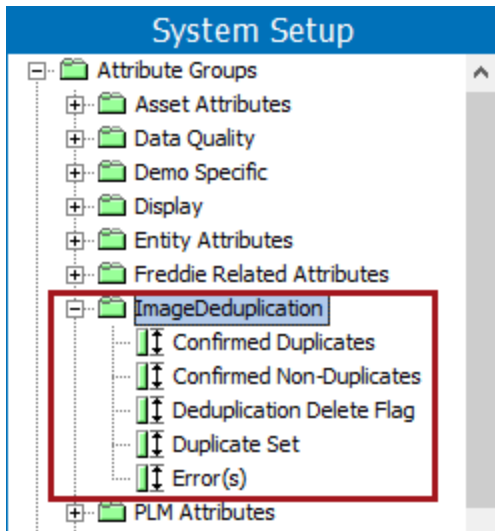 System Setup
Attribute Groups
Asset Attributes
Data Quality
Demo Specific
Display
Entity Attributes
Freddie Related Attributes
ImageDeduplication
Confirmed Duplicates
Confirmed Non-Duplicates
Deduplication Delete Flag
Duplicate Set
Error(s)
PLM Attributes